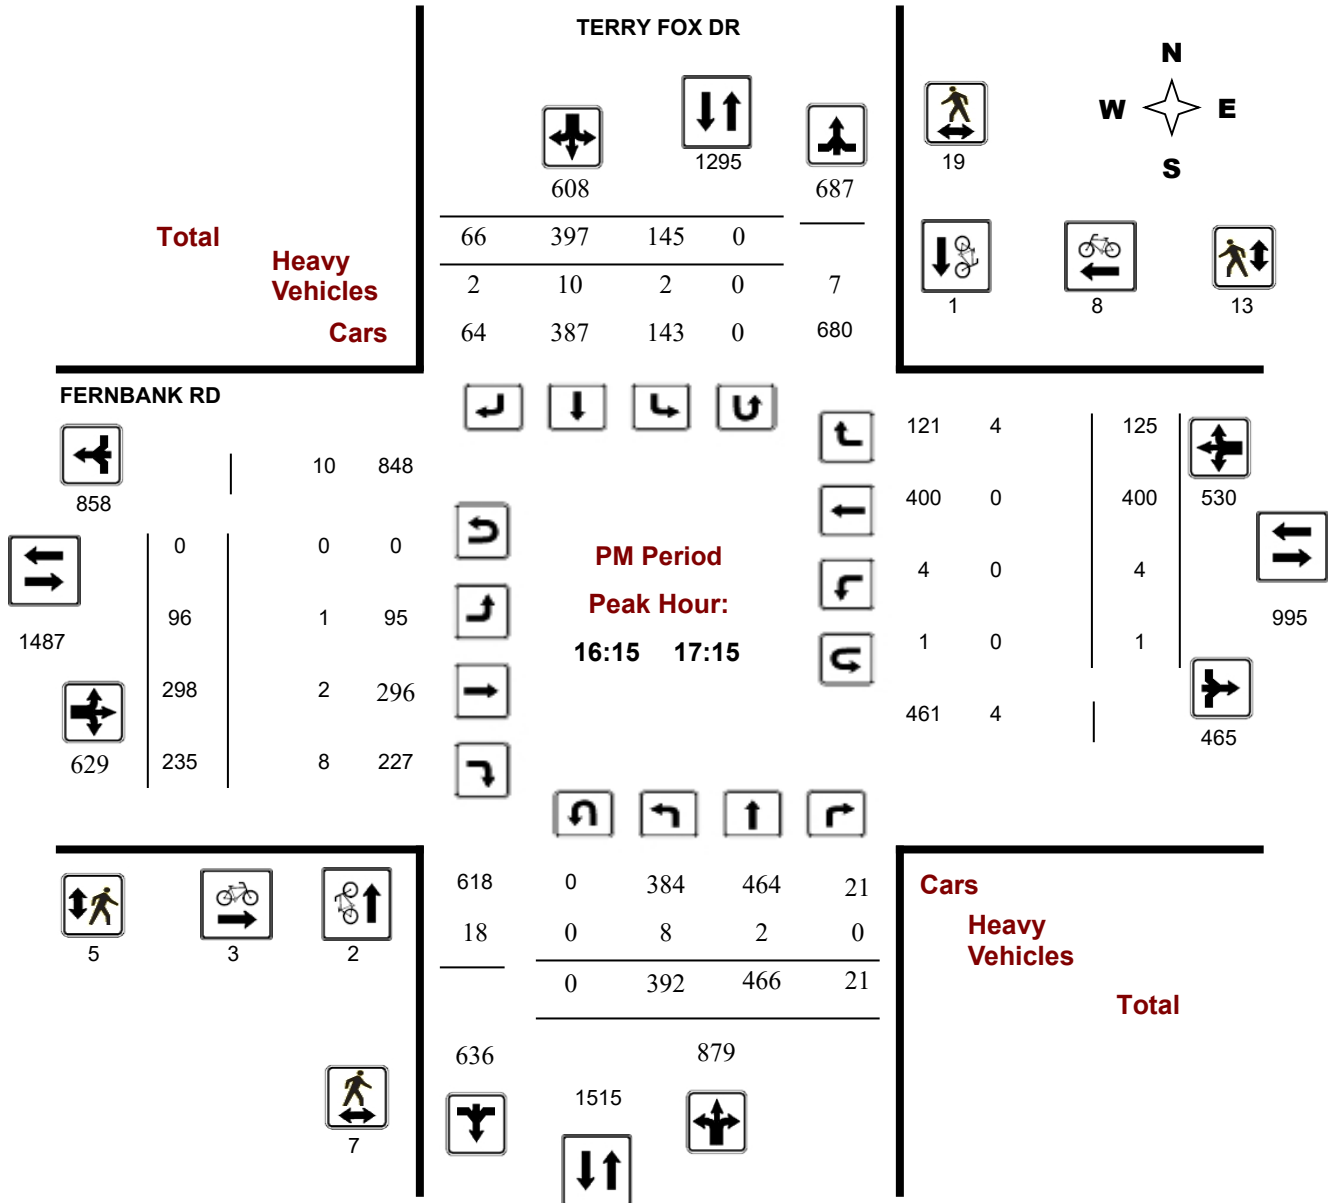 TERRY FOX DR
N
W E
S
19
1295
608
687
Total
66 397 145 0
Heavy
Vehicles
2 10 2 0 7
Cars
64 387 143 0 680
1 8 13
FERNBANK RD
858
10 848
0 0 0
1487
96 1 95
298 2 296
629
235 8 227
PM Period
Peak Hour:
16:15 17:15
121 4 125
400 0 400
530
4 0 4
995
1 0 1
461 4
465
5 3 2
7
618 0 384 464 21
18 0 8 2 0
0 392 466 21
Cars
Heavy
Vehicles
Total
636 879
1515